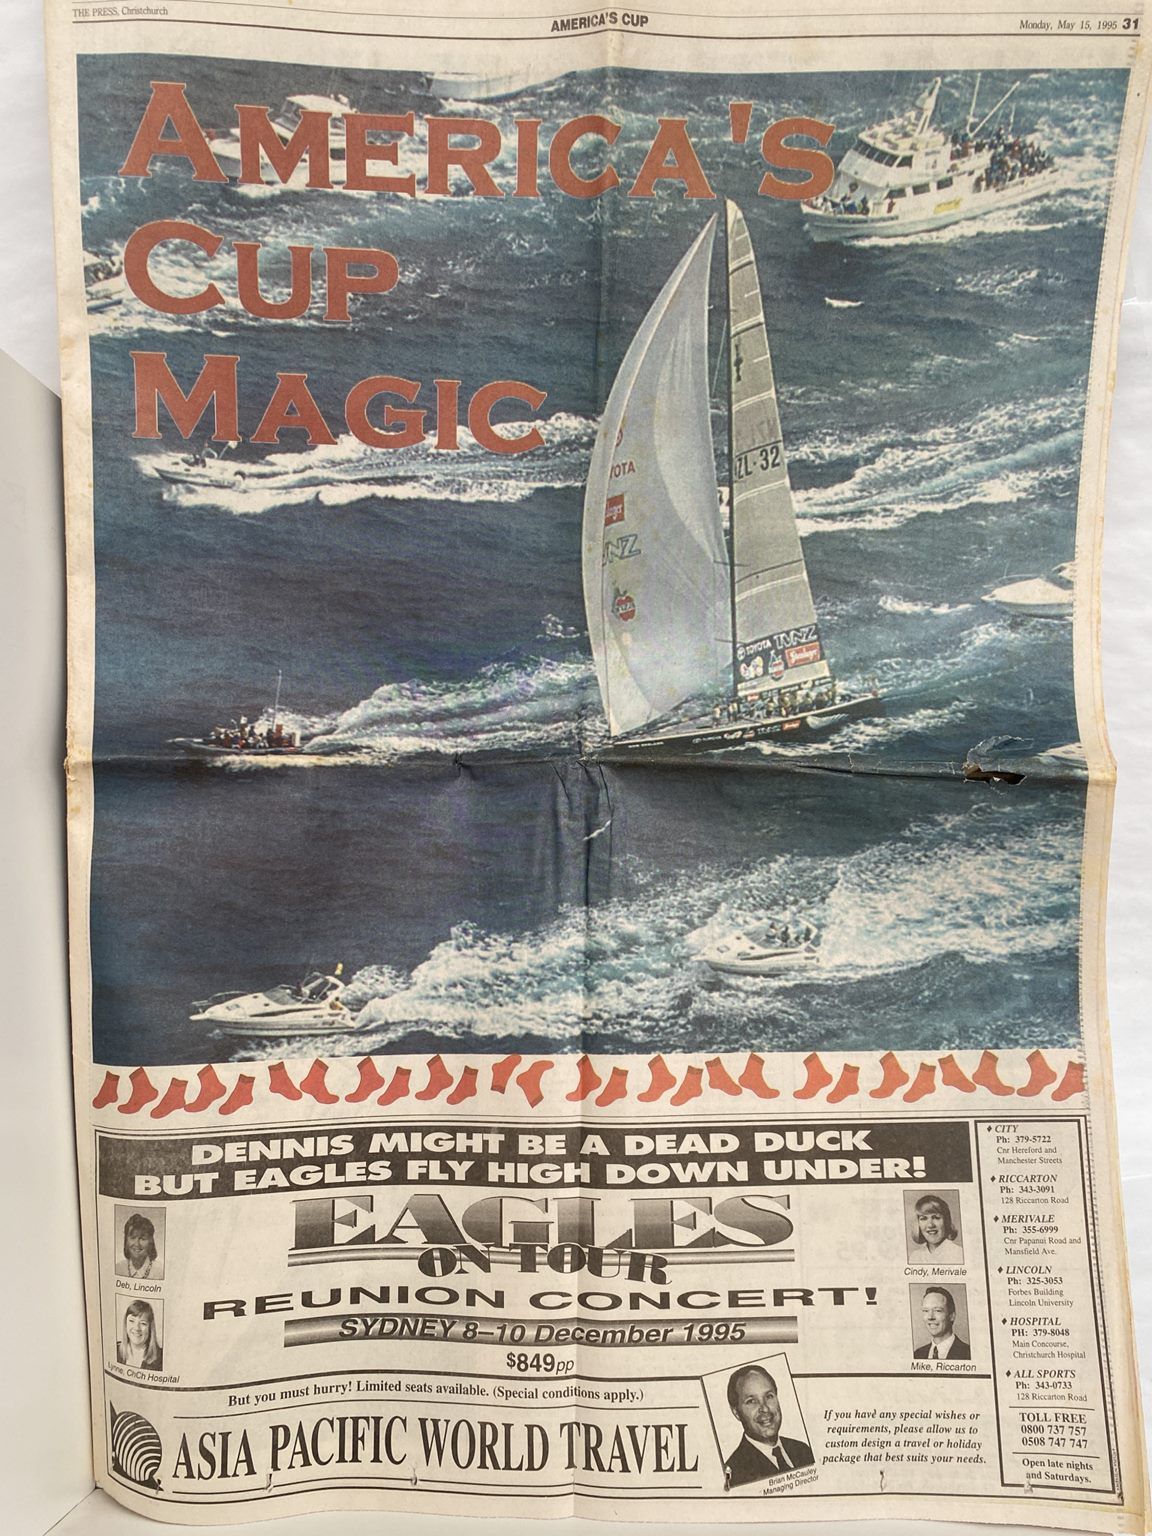 THE PRESS, Christchurch
AMERICA'S CUP
Monday, May 15, 1995 31
AMERICA'S
CUP
MAGIC
ZL-32
TOYOTA TVNZ
DENNIS MIGHT BE A DEAD DUCK
BUT EAGLES FLY HIGH DOWN UNDER!
EAGLES
ON TOUR
REUNION CONCERT!
SYDNEY 8–10 December 1995
$849pp
But you must hurry! Limited seats available. (Special conditions apply.)
ASIA PACIFIC WORLD TRAVEL
Deb, Lincoln
Lynne, ChCh Hospital
Cindy, Merivale
Mike, Riccarton
Brian McCauley
Managing Director
If you have any special wishes or
requirements, please allow us to
custom design a travel or holiday
package that best suits your needs.
♦ CITY
Ph: 379-5722
Cnr Hereford and
Manchester Streets
♦ RICCARTON
Ph: 343-3091
128 Riccarton Road
♦ MERIVALE
Ph: 355-6999
Cnr Papanui Road and
Mansfield Ave.
♦ LINCOLN
Ph: 325-3053
Forbes Building
Lincoln University
♦ HOSPITAL
PH: 379-8048
Main Concourse,
Christchurch Hospital
♦ ALL SPORTS
Ph: 343-0733
128 Riccarton Road
TOLL FREE
0800 737 757
0508 747 747
Open late nights
and Saturdays.